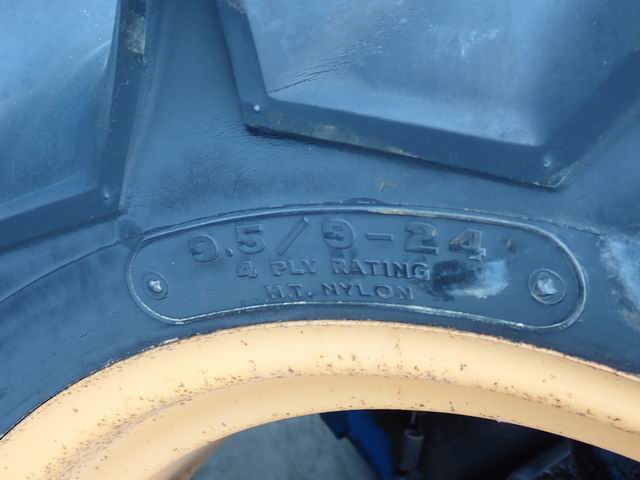 9.5/9-24
4 PLY RATING
H.T. NYLON